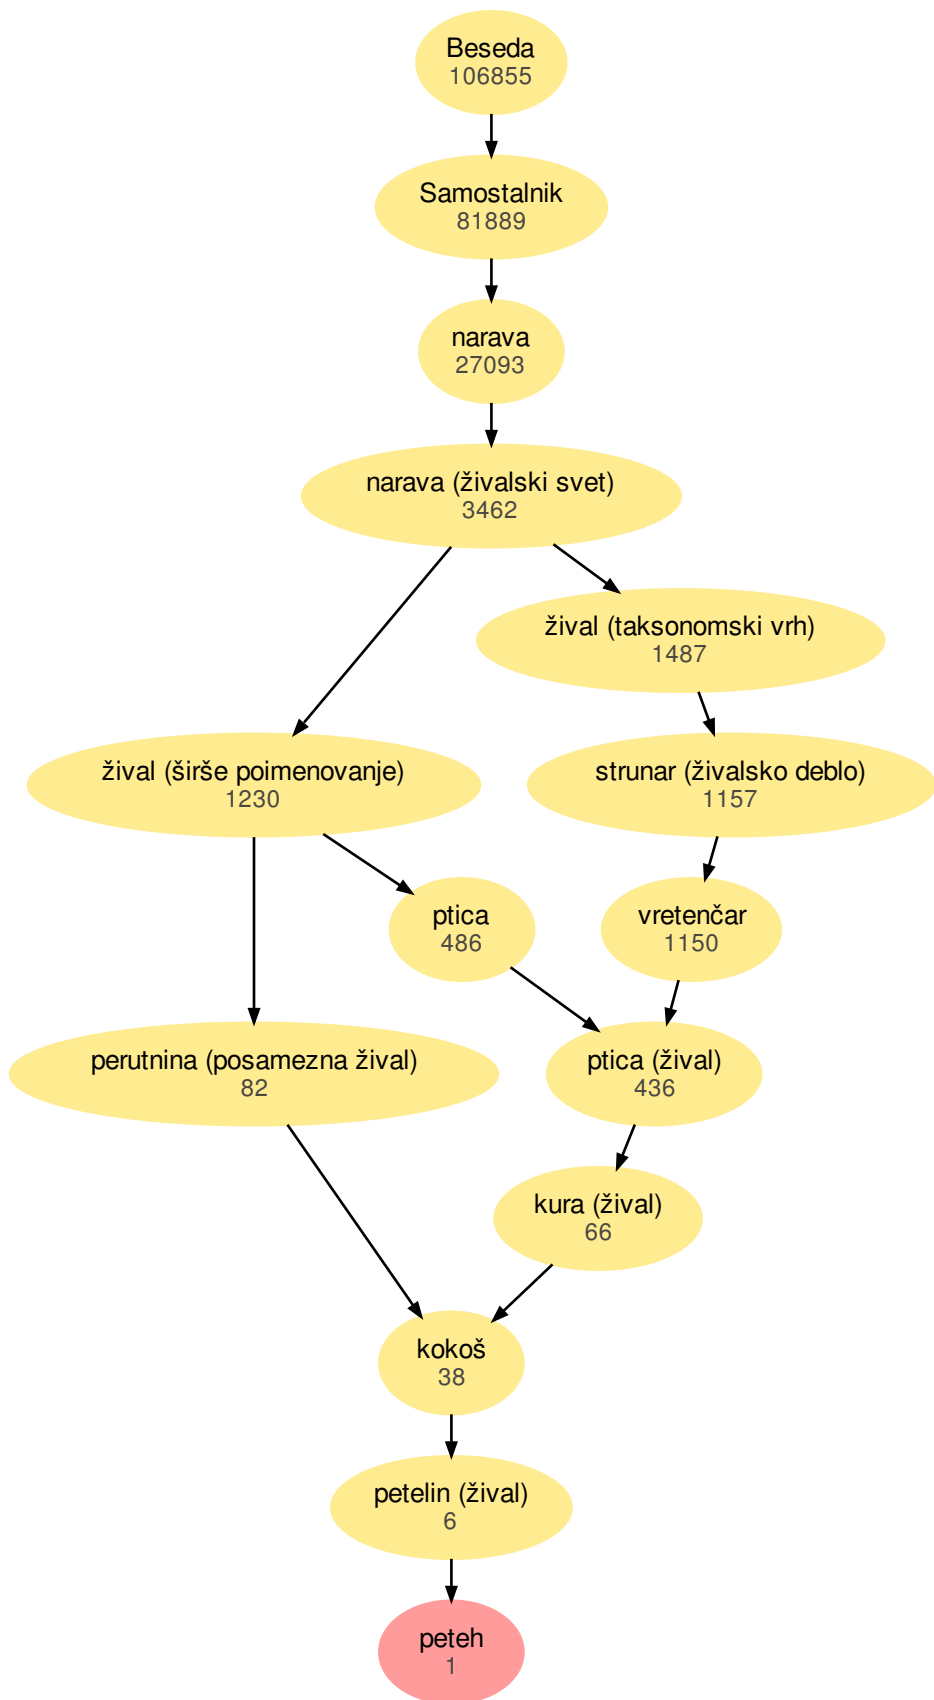 Beseda
106855
Samostalnik
81889
narava
27093
narava (živalski svet)
3462
žival (taksonomski vrh)
1487
žival (širše poimenovanje)
1230
strunar (živalsko deblo)
1157
ptica
486
vretenčar
1150
perutnina (posamezna žival)
82
ptica (žival)
436
kura (žival)
66
kokoš
38
petelin (žival)
6
peteh
1